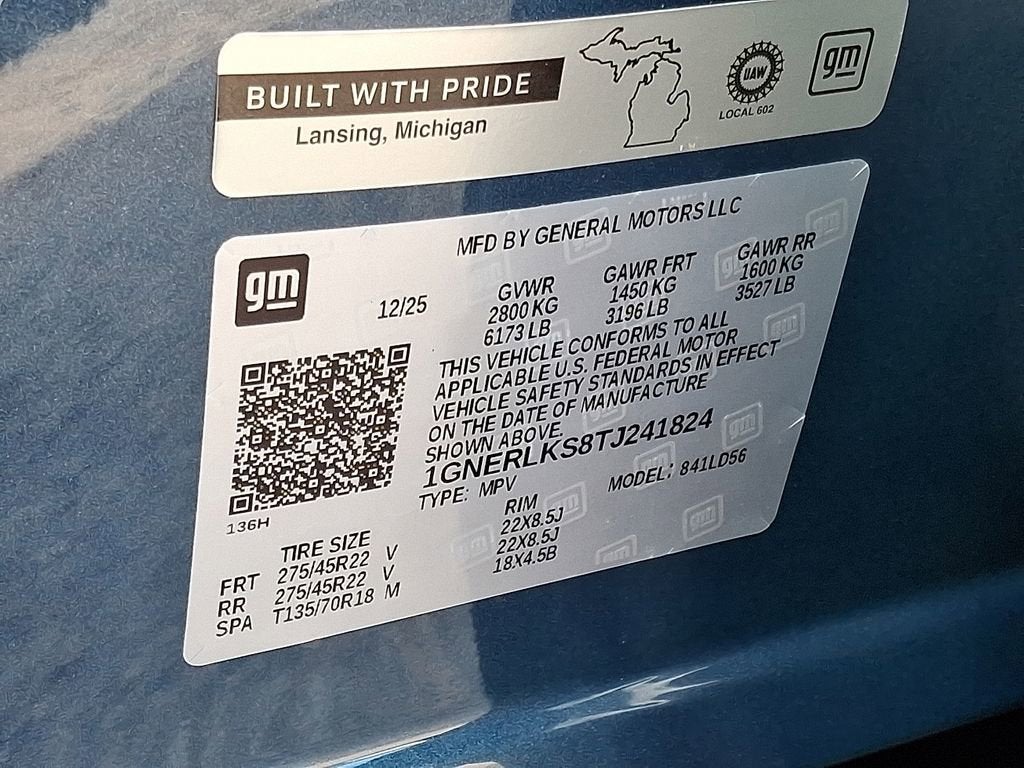 BUILT WITH PRIDE
Lansing, Michigan
UAW
LOCAL 602
gm
MFD BY GENERAL MOTORS LLC
gm
12/25
GVWR
2800 KG
6173 LB
GAWR FRT
1450 KG
3196 LB
GAWR RR
1600 KG
3527 LB
THIS VEHICLE CONFORMS TO ALL
APPLICABLE U.S. FEDERAL MOTOR
VEHICLE SAFETY STANDARDS IN EFFECT
ON THE DATE OF MANUFACTURE
SHOWN ABOVE
1GNERLKS8TJ241824
TYPE: MPV MODEL: 841LD56
136H
TIRE SIZE RIM
FRT 275/45R22 V 22X8.5J
RR 275/45R22 V 22X8.5J
SPA T135/70R18 M 18X4.5B